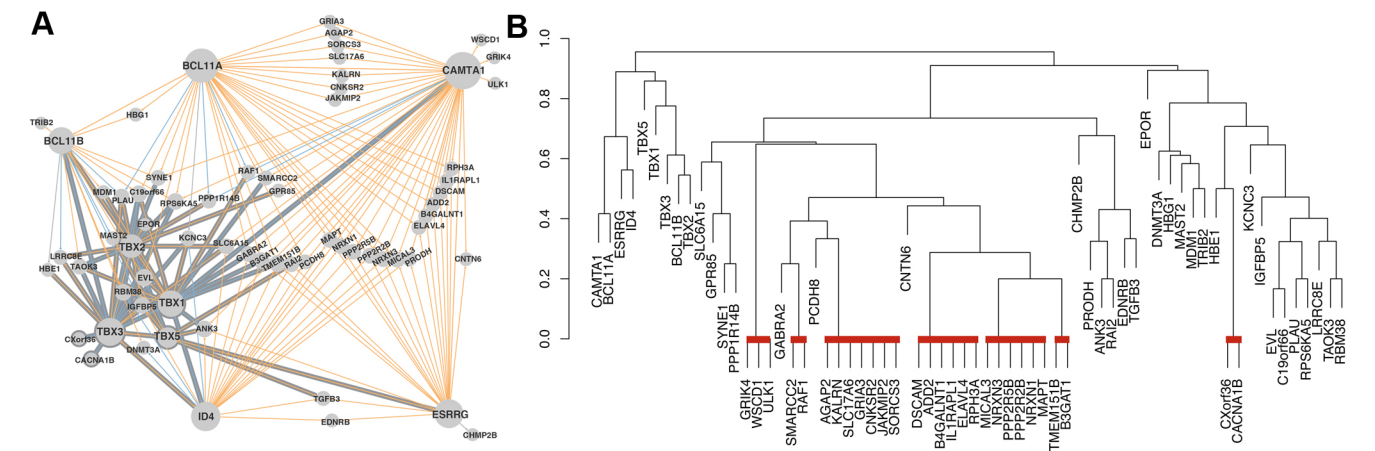 A
B
GRIA3
AGAP2
SORCS3
SLC17A6
KALRN
CNKSR2
JAKMIP2
WSCD1
GRIK4
ULK1
CAMTA1
BCL11A
HBG1
TRIB2
BCL11B
RPH3A
IL1RAPL1
DSCAM
ADD2
B4GALNT1
ELAVL4
CNTN6
SYNE1
RAF1
SMARCC2
GPR85
MDM1
C19orf66
PLAU
RPS6KA5
PPP1R14B
EPOR
MAST2
TBX2
KCNC3
SLC6A15
GABRA2
B3GAT1
TMEM151B
RAI2
PCDH8
MAPT
NRXN1
PPP2R5B
PPP2R2B
NRXN3
MICAL3
PRODH
LRRC8E
HBE1
TAOK3
EVL
RBM38
IGFBP5
TBX1
TBX3
TBX5
ANK3
CXorf36
CACNA1B
DNMT3A
ID4
TGFB3
EDNRB
ESRRG
CHMP2B
1.0
0.8
0.6
0.4
0.2
0.0
CAMTA1
BCL11A
ESRRG
ID4
TBX5
TBX1
TBX3
BCL11B
TBX2
SLC6A15
GPR85
SYNE1
PPP1R14B
GRIK4
WSCD1
ULK1
GABRA2
SMARCC2
RAF1
PCDH8
AGAP2
KALRN
SLC17A6
GRIA3
CNKSR2
JAKMIP2
SORCS3
CNTN6
DSCAM
ADD2
B4GALNT1
IL1RAPL1
ELAVL4
RPH3A
MICAL3
NRXN3
PPP2R5B
PPP2R2B
NRXN1
MAPT
TMEM151B
B3GAT1
CHMP2B
PRODH
ANK3
RAI2
EDNRB
TGFB3
EPOR
DNMT3A
HBG1
MAST2
MDM1
TRIB2
HBE1
CXorf36
CACNA1B
KCNC3
IGFBP5
EVL
C19orf66
PLAU
RPS6KA5
LRRC8E
TAOK3
RBM38